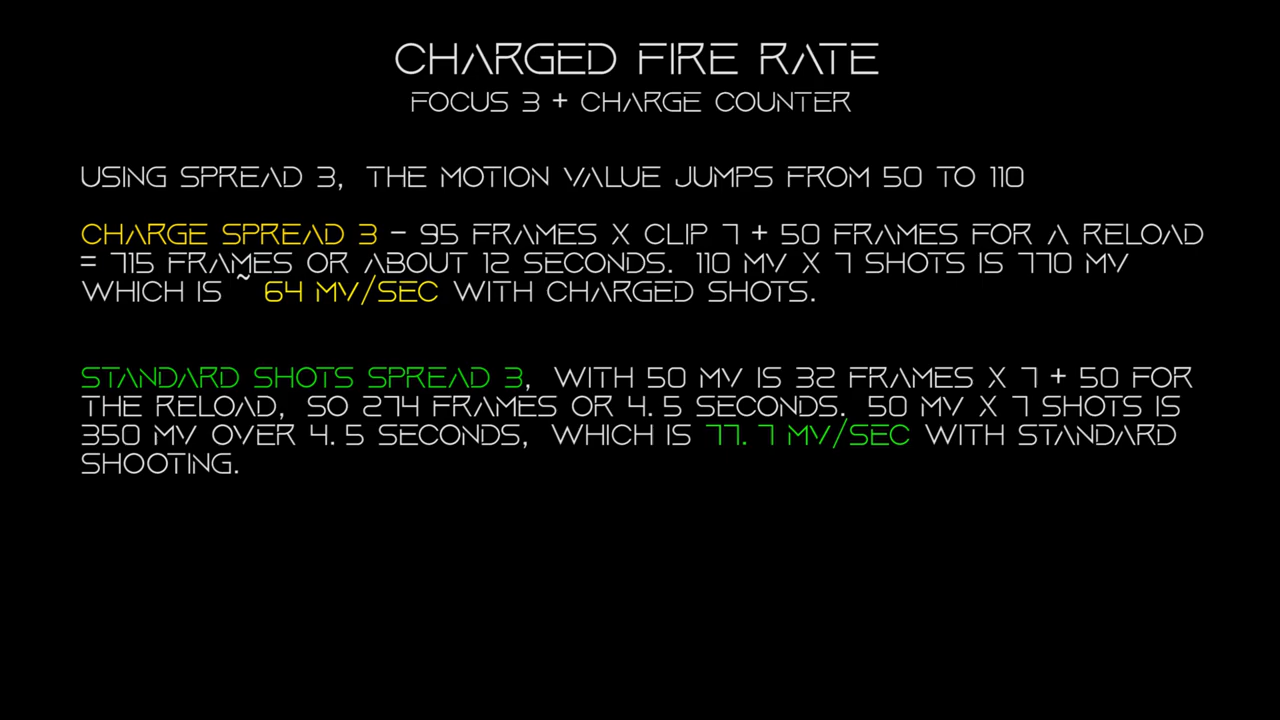 CHARGED FIRE RATE
FOCUS 3 + CHARGE COUNTER
USING SPREAD 3, THE MOTION VALUE JUMPS FROM 50 TO 110
CHARGE SPREAD 3 - 95 FRAMES X CLIP 7 + 50 FRAMES FOR A RELOAD
= 715 FRAMES OR ABOUT 12 SECONDS. 110 MV X 7 SHOTS IS 770 MV
WHICH IS ~ 64 MV/SEC WITH CHARGED SHOTS.
STANDARD SHOTS SPREAD 3, WITH 50 MV IS 32 FRAMES X 7 + 50 FOR
THE RELOAD, SO 274 FRAMES OR 4.5 SECONDS. 50 MV X 7 SHOTS IS
350 MV OVER 4.5 SECONDS, WHICH IS 77.7 MV/SEC WITH STANDARD
SHOOTING.